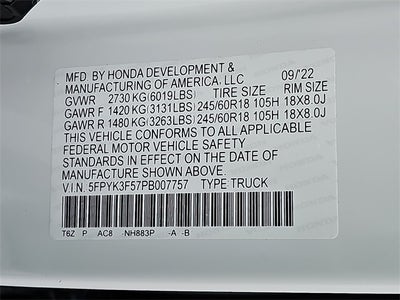 MFD. BY HONDA DEVELOPMENT &
MANUFACTURING OF AMERICA, LLC 09/'22
GVWR 2730 KG(6019LBS) TIRE SIZE RIM SIZE
GAWR F 1420 KG(3131LBS) 245/60R18 105H 18X8.0J
GAWR R 1480 KG(3263LBS) 245/60R18 105H 18X8.0J
THIS VEHICLE CONFORMS TO ALL APPLICABLE
FEDERAL MOTOR VEHICLE SAFETY
STANDARDS IN EFFECT ON THE
DATE OF MANUFACTURE SHOWN ABOVE.
V.I.N. 5FPYK3F57PB007757 TYPE TRUCK
T6Z P AC8 -NH883P -A -B